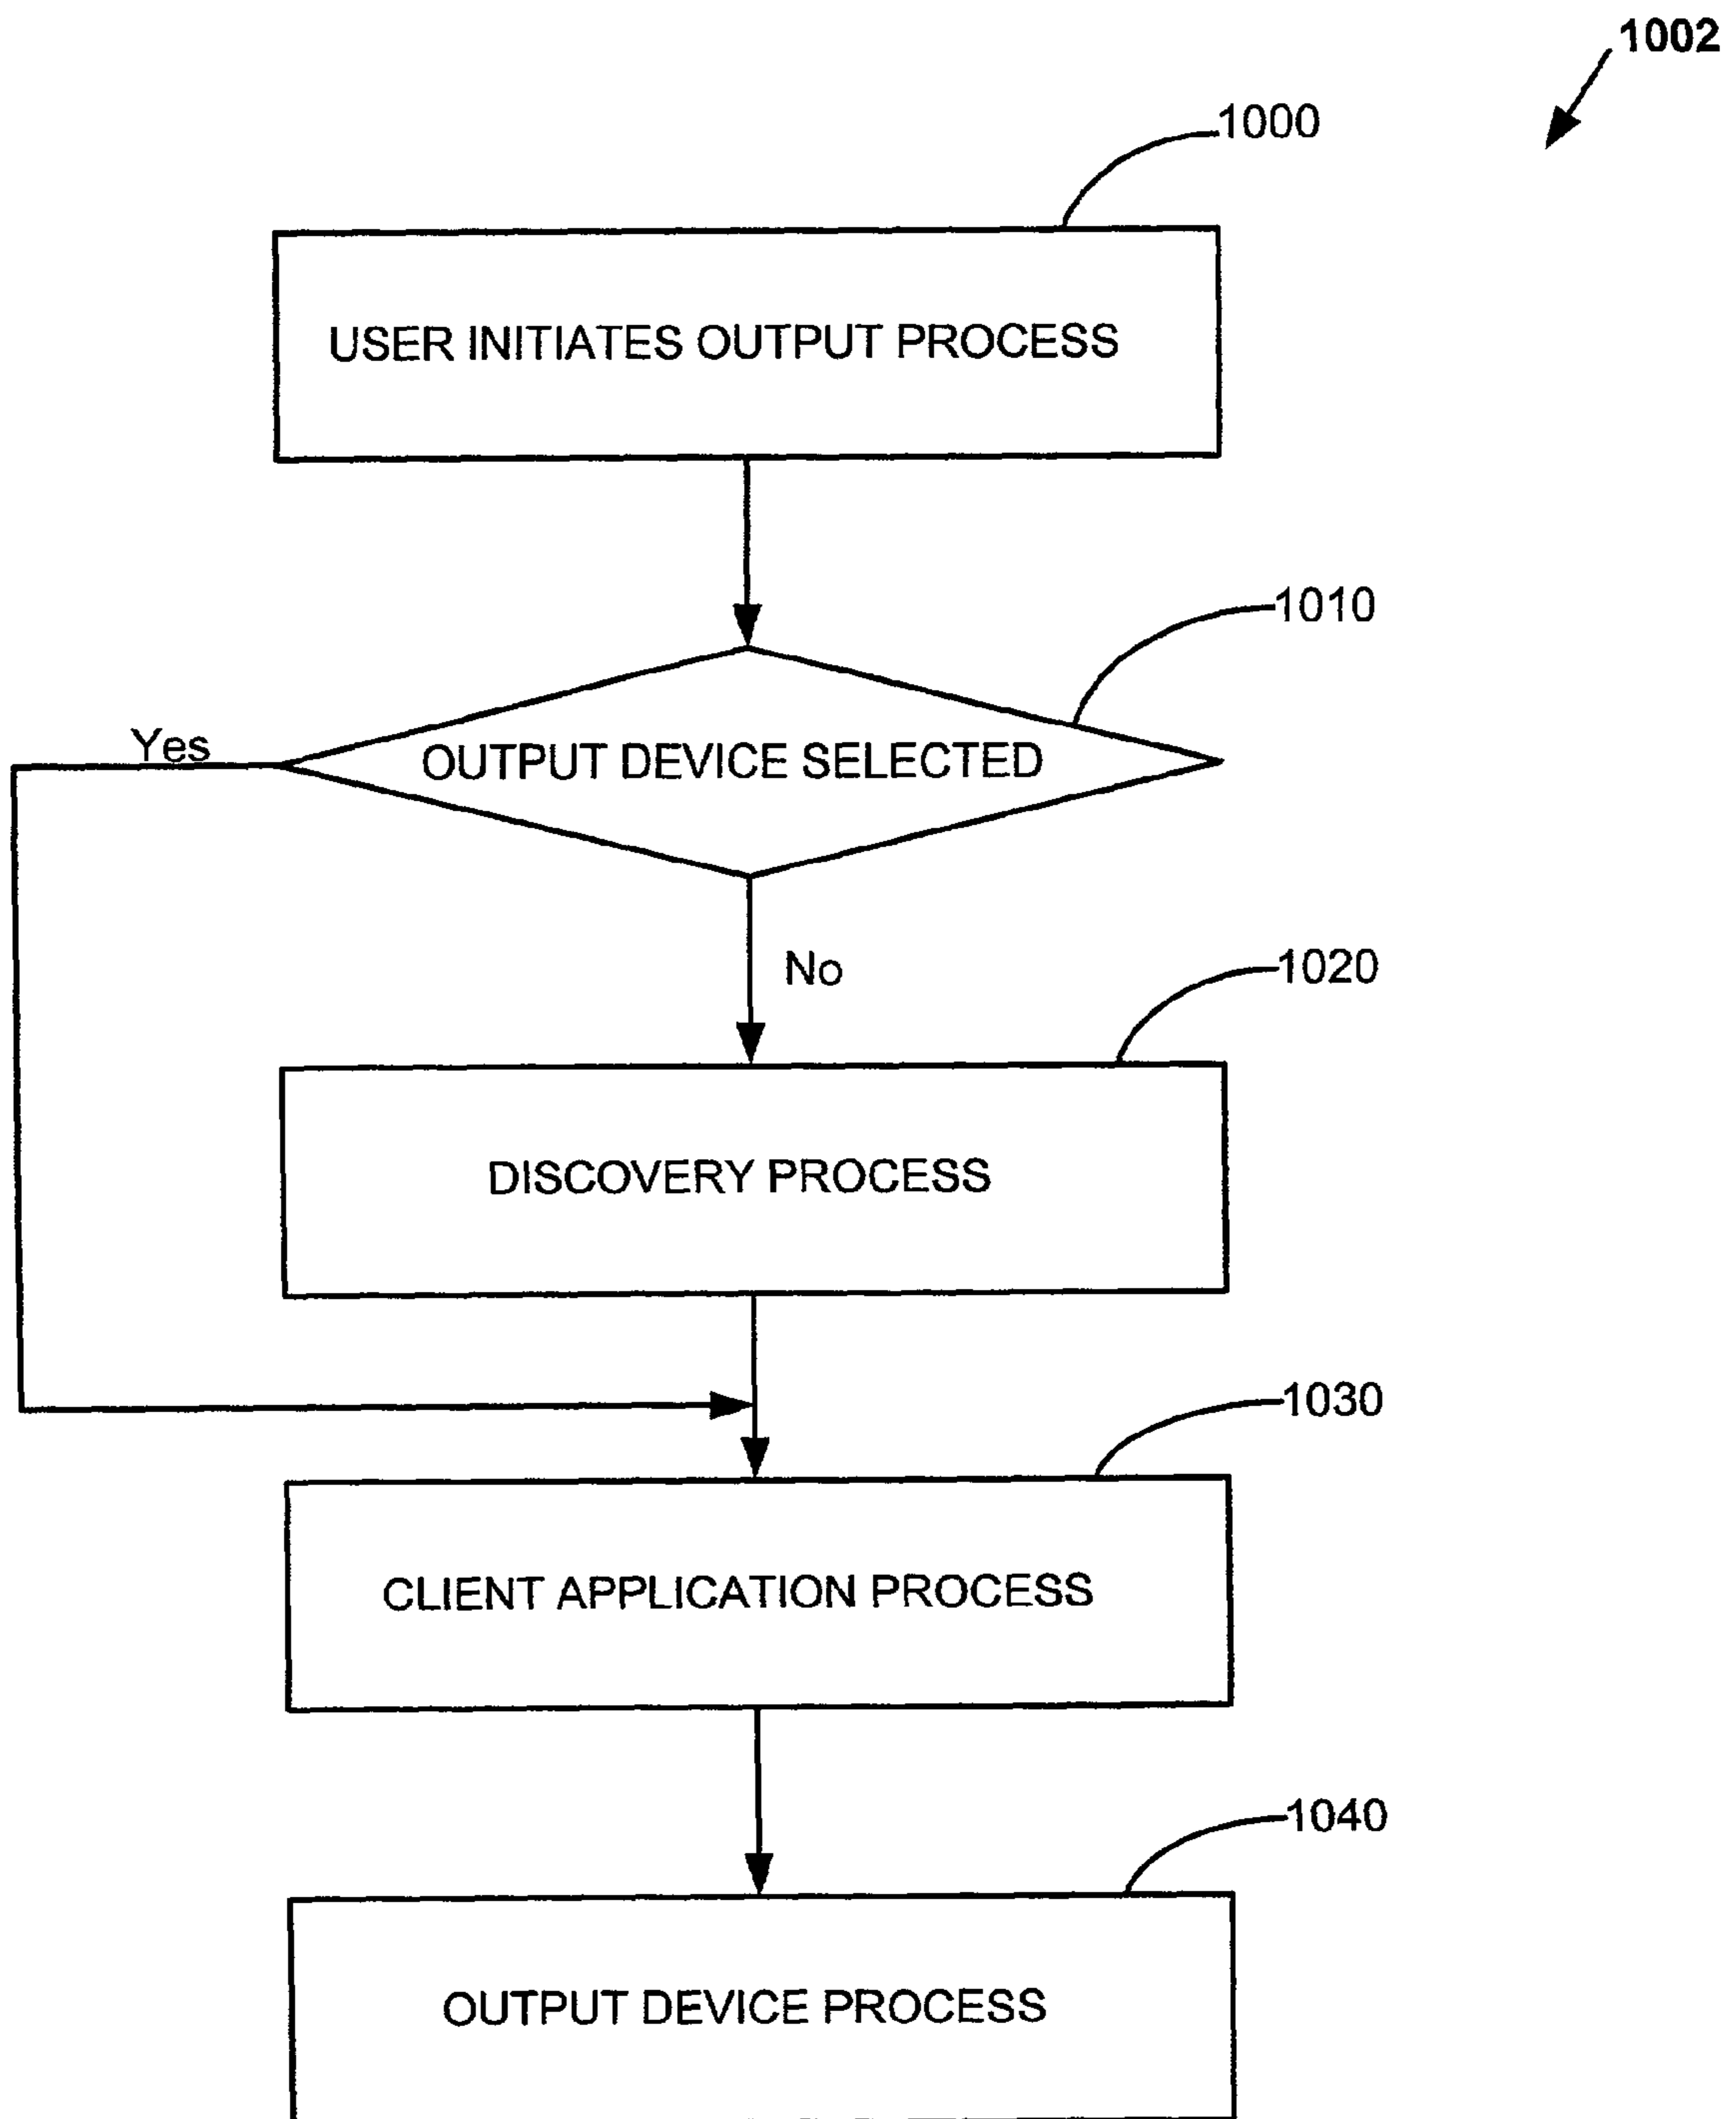 1002
1000
USER INITIATES OUTPUT PROCESS
1010
Yes
OUTPUT DEVICE SELECTED
No
1020
DISCOVERY PROCESS
1030
CLIENT APPLICATION PROCESS
1040
OUTPUT DEVICE PROCESS